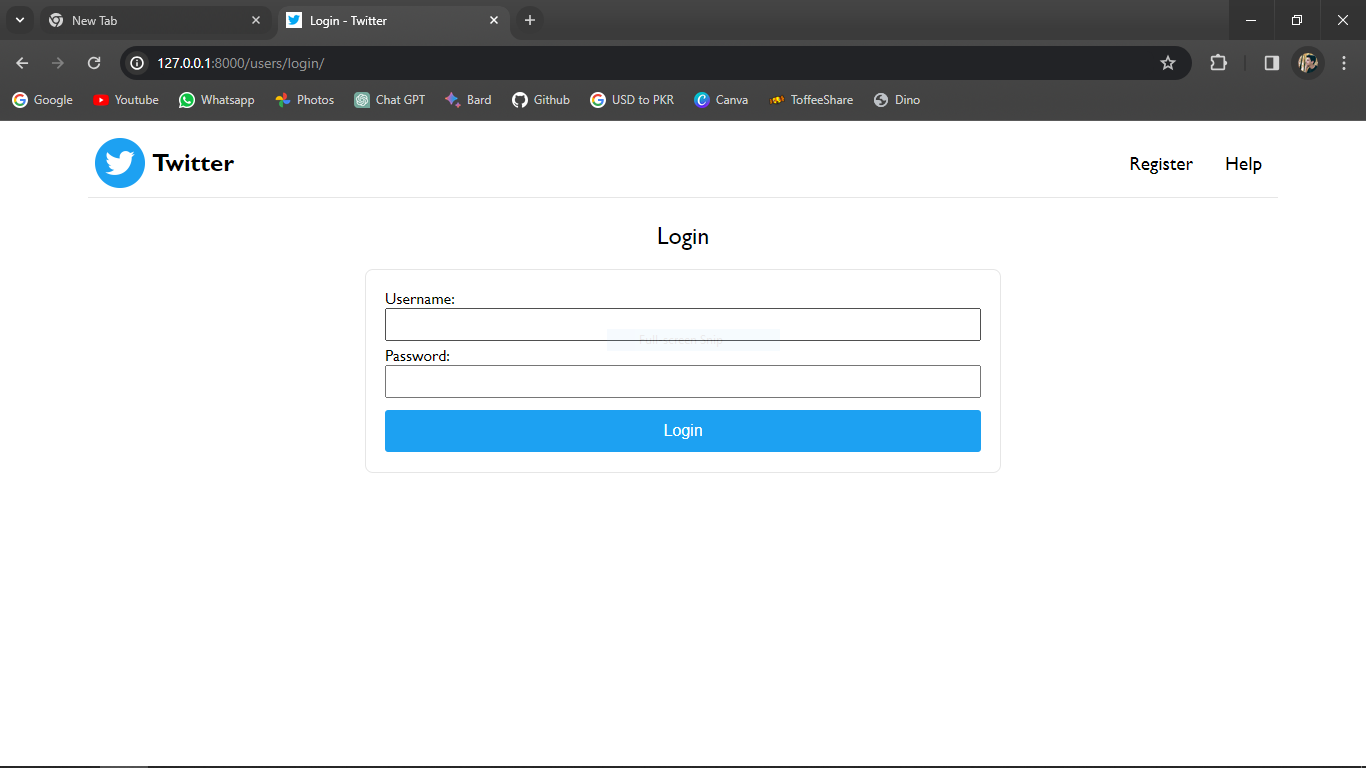 New Tab
Login - Twitter
127.0.0.1:8000/users/login/
Google Youtube Whatsapp Photos Chat GPT Bard Github USD to PKR Canva ToffeeShare Dino
Twitter
Register Help
Login
Username:
Full-screen Snip
Password:
Login